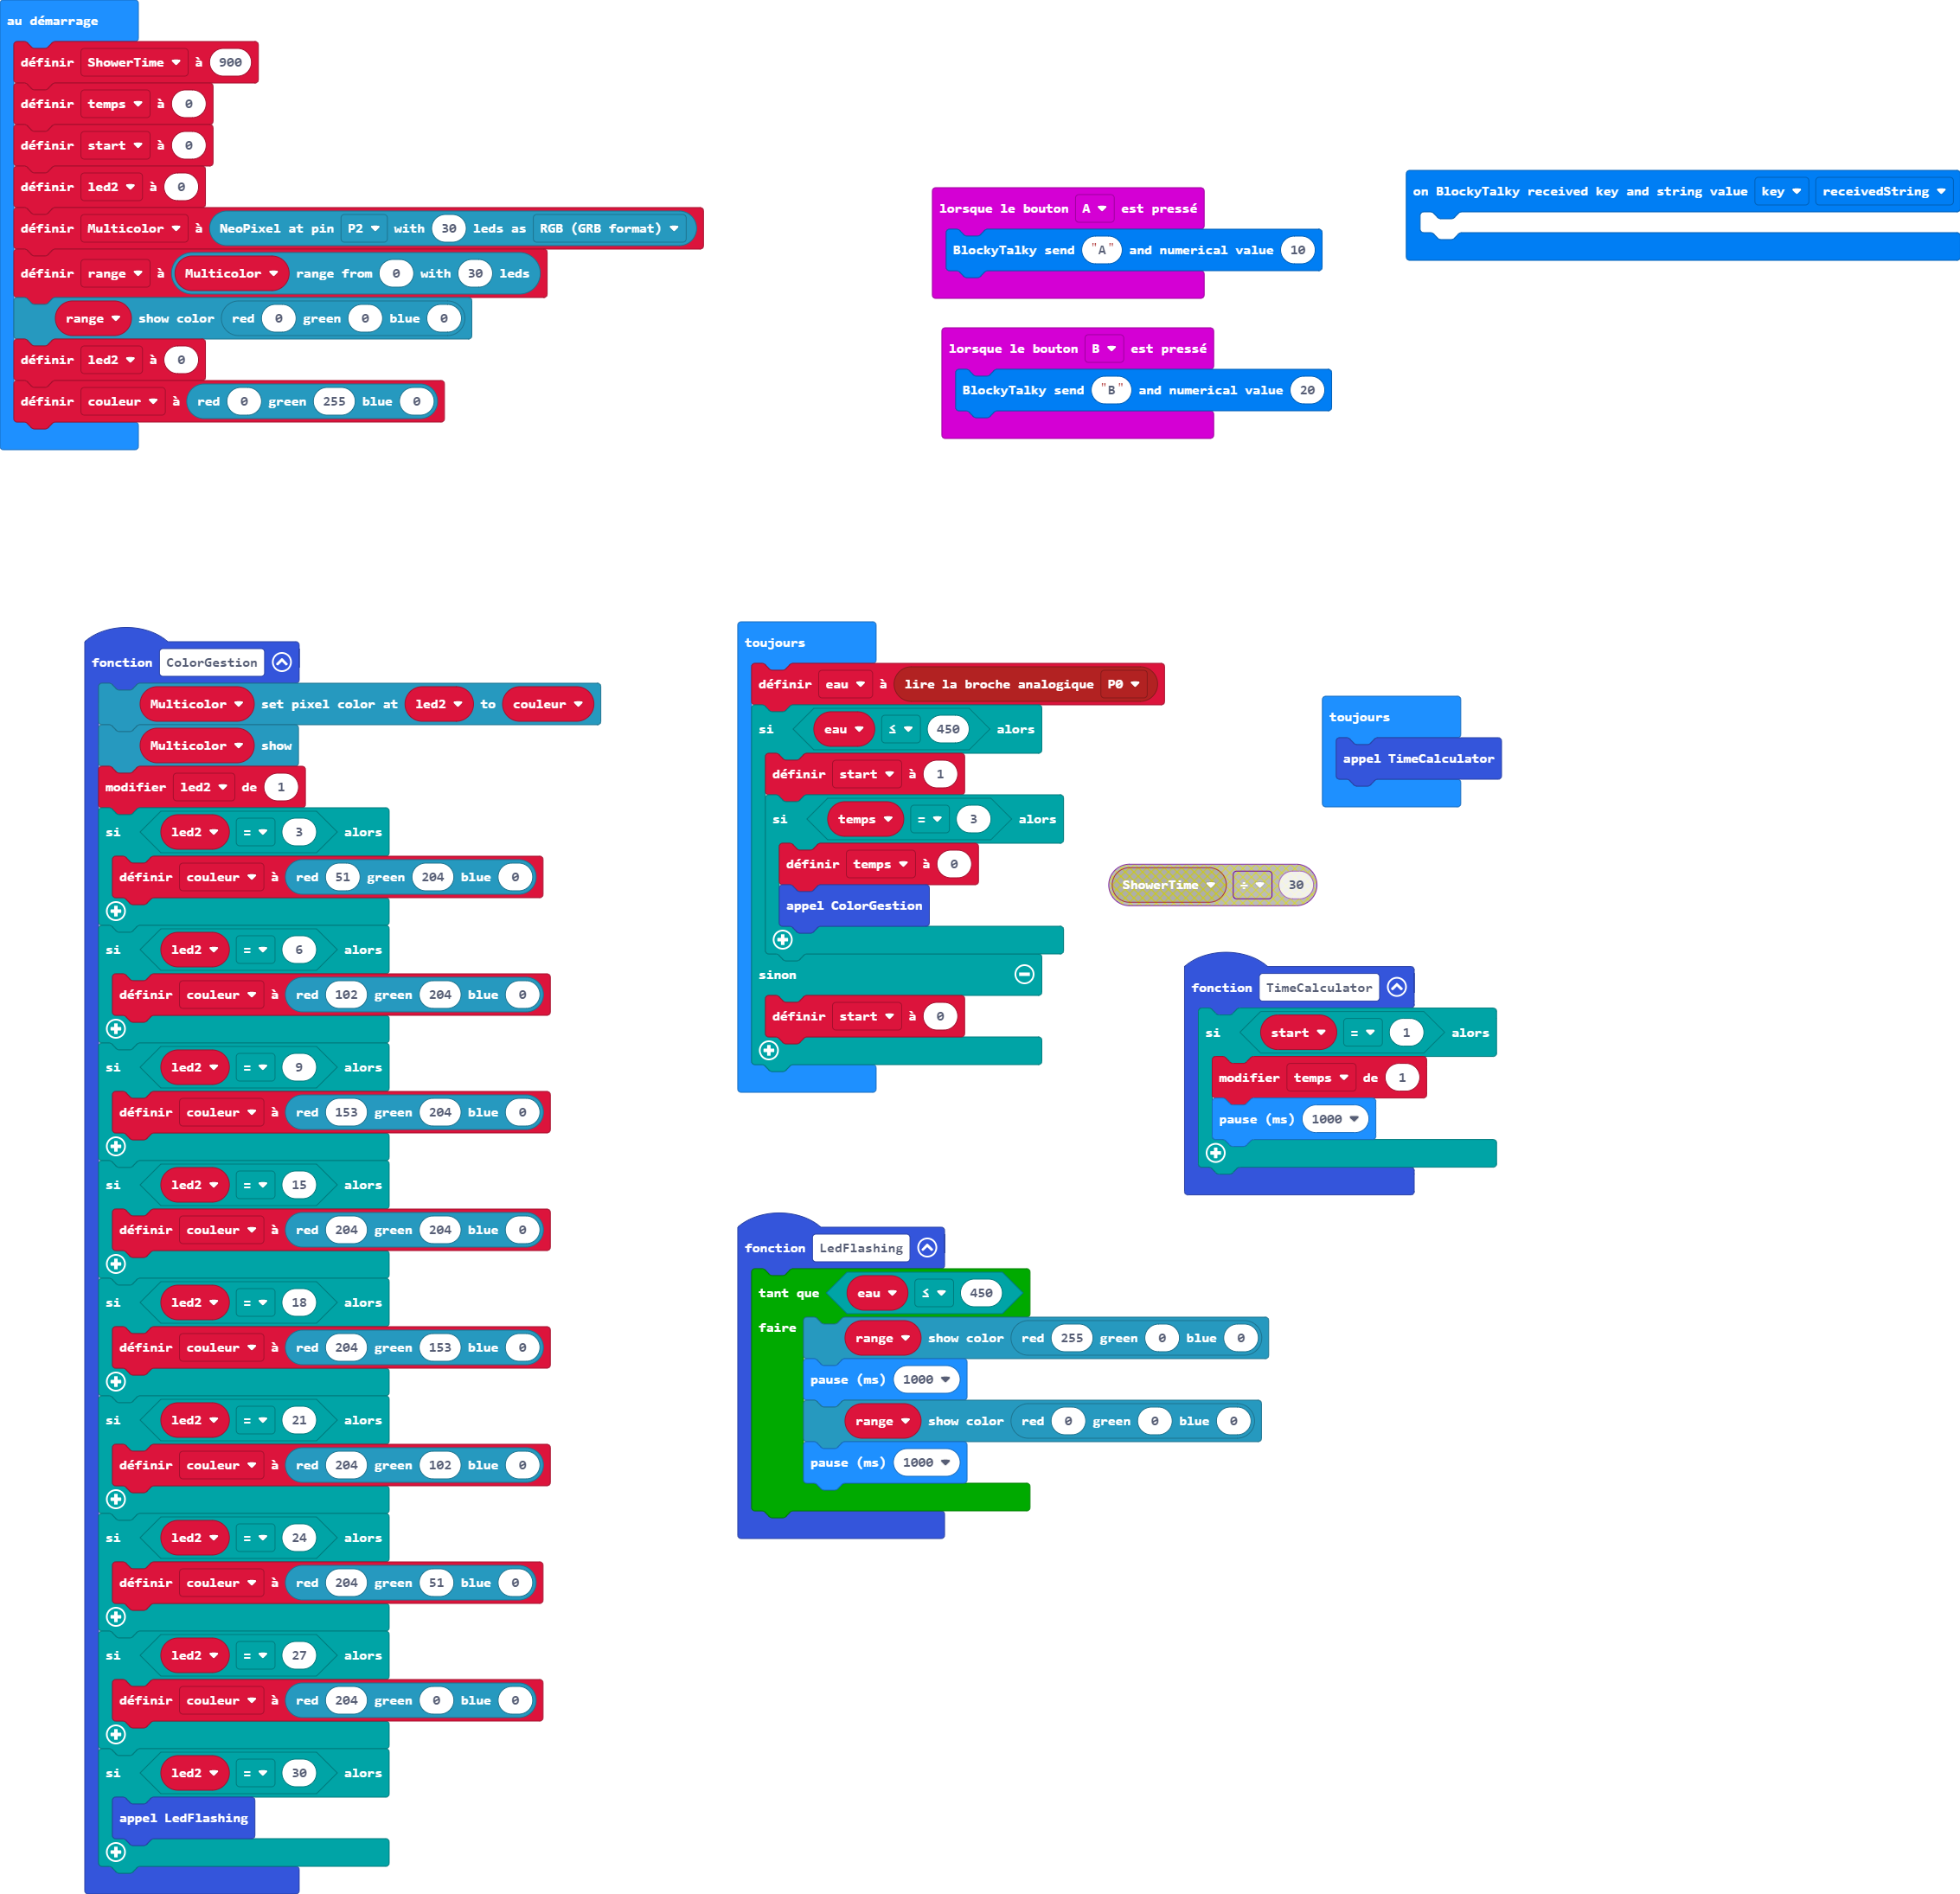 au démarrage
définir ShowerTime à 900
définir temps à 0
définir start à 0
définir led2 à 0
définir Multicolor à NeoPixel at pin P2 with 30 leds as RGB (GRB format)
définir range à Multicolor range from 0 with 30 leds
range show color red 0 green 0 blue 0
définir led2 à 0
définir couleur à red 0 green 255 blue 0
lorsque le bouton A est pressé
BlockyTalky send "A" and numerical value 10
lorsque le bouton B est pressé
BlockyTalky send "B" and numerical value 20
on BlockyTalky received key and string value key receivedString
fonction ColorGestion
Multicolor set pixel color at led2 to couleur
Multicolor show
modifier led2 de 1
si led2 = 3 alors
définir couleur à red 51 green 204 blue 0
si led2 = 6 alors
définir couleur à red 102 green 204 blue 0
si led2 = 9 alors
définir couleur à red 153 green 204 blue 0
si led2 = 15 alors
définir couleur à red 204 green 204 blue 0
si led2 = 18 alors
définir couleur à red 204 green 153 blue 0
si led2 = 21 alors
définir couleur à red 204 green 102 blue 0
si led2 = 24 alors
définir couleur à red 204 green 51 blue 0
si led2 = 27 alors
définir couleur à red 204 green 0 blue 0
si led2 = 30 alors
appel LedFlashing
toujours
définir eau à lire la broche analogique P0
si eau ≤ 450 alors
définir start à 1
si temps = 3 alors
définir temps à 0
appel ColorGestion
sinon
définir start à 0
toujours
appel TimeCalculator
ShowerTime ÷ 30
fonction TimeCalculator
si start = 1 alors
modifier temps de 1
pause (ms) 1000
fonction LedFlashing
tant que eau ≤ 450
faire
range show color red 255 green 0 blue 0
pause (ms) 1000
range show color red 0 green 0 blue 0
pause (ms) 1000